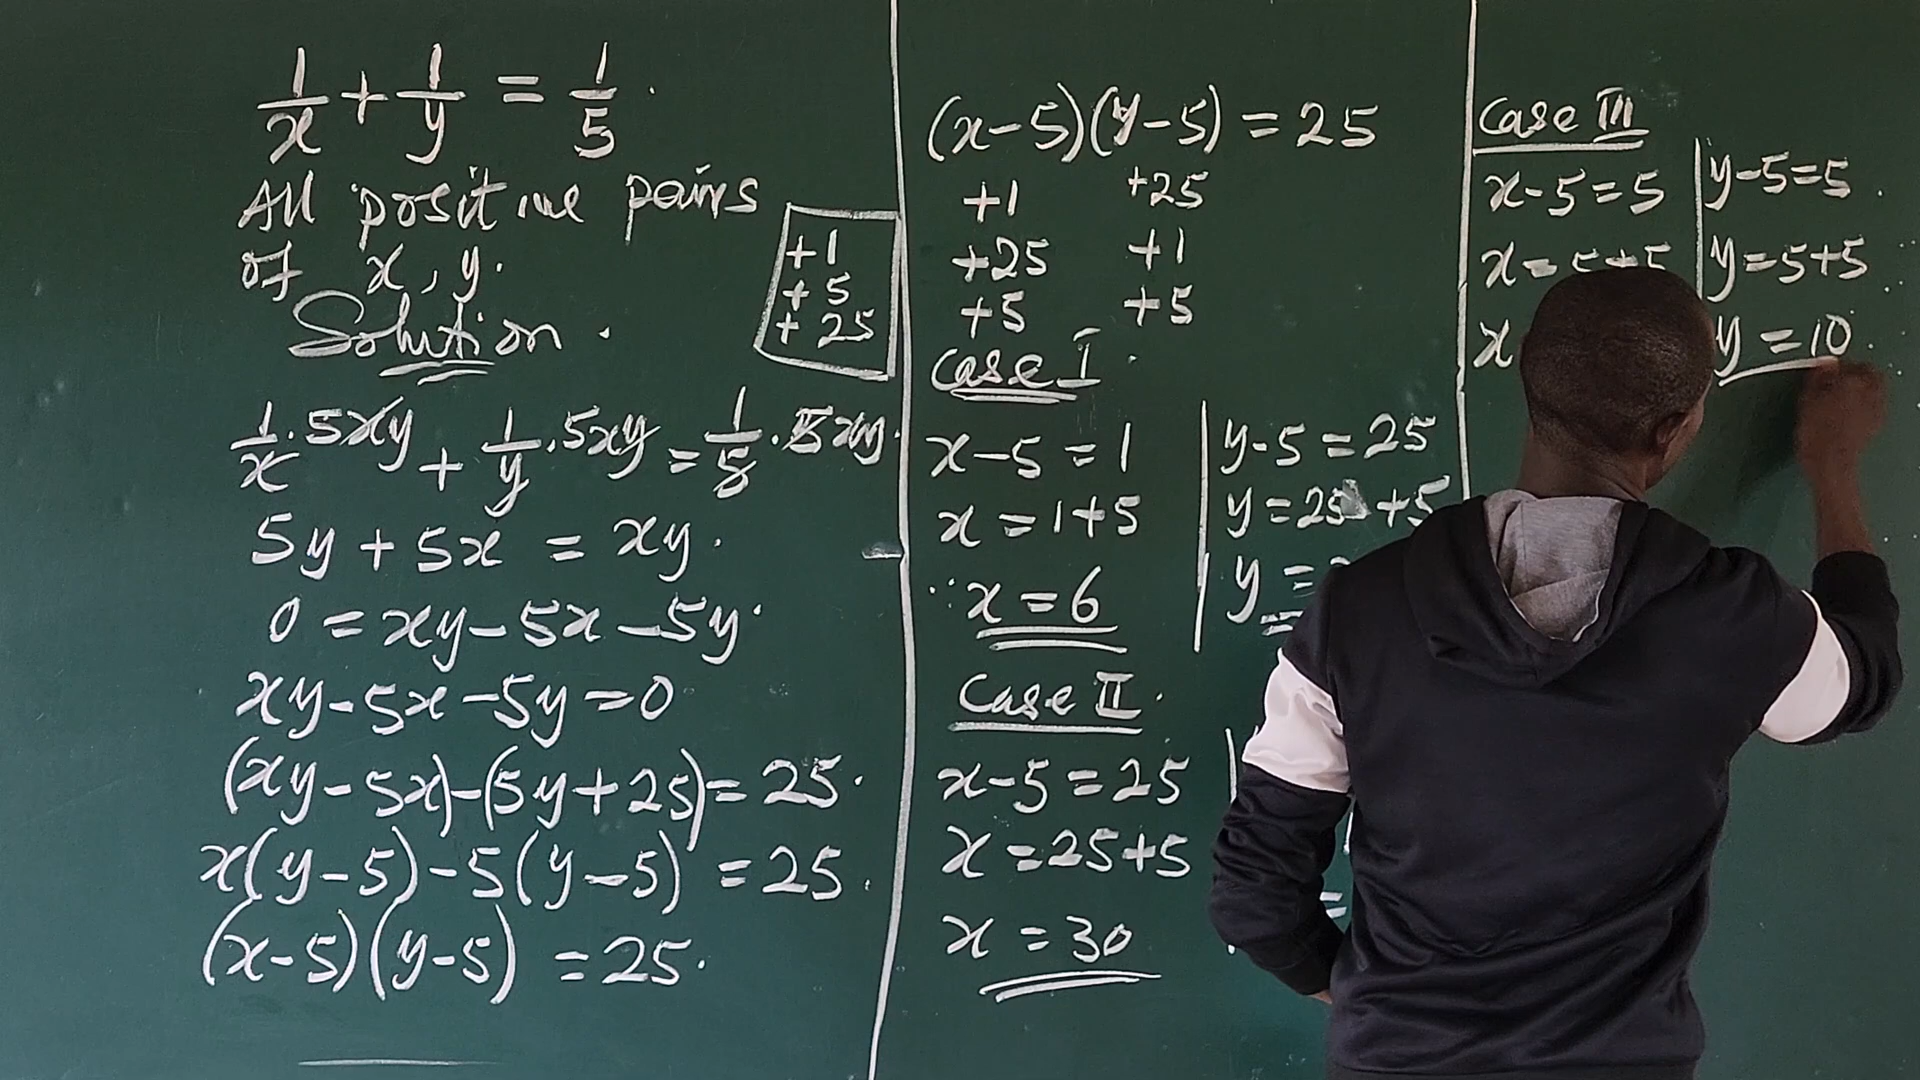 1/x + 1/y = 1/5.
All positive pairs
of x, y.
Solution.
+1
+5
+25
1/x · 5xy + 1/y · 5xy = 1/5 · 5xy.
5y + 5x = xy.
0 = xy - 5x - 5y.
xy - 5x - 5y = 0
(xy - 5x) - (5y + 25) = 25.
x(y - 5) - 5(y - 5) = 25.
(x - 5)(y - 5) = 25.
(x - 5)(y - 5) = 25
+1 +25
+25 +1
+5 +5
Case I
x - 5 = 1
x = 1 + 5
∴ x = 6
y - 5 = 25
y = 25 + 5
y =
Case II.
x - 5 = 25
x = 25 + 5
x = 30
=
Case III
x - 5 = 5
x = 5 + 5
x
y - 5 = 5.
y = 5 + 5
y = 10.